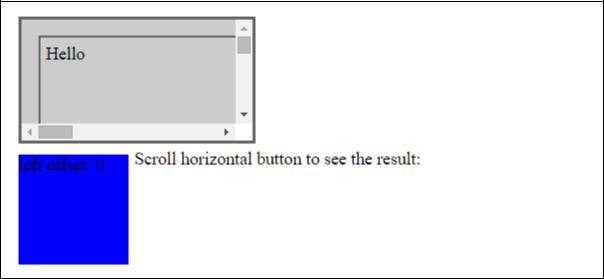 Hello
left offset: 0.
Scroll horizontal button to see the result: